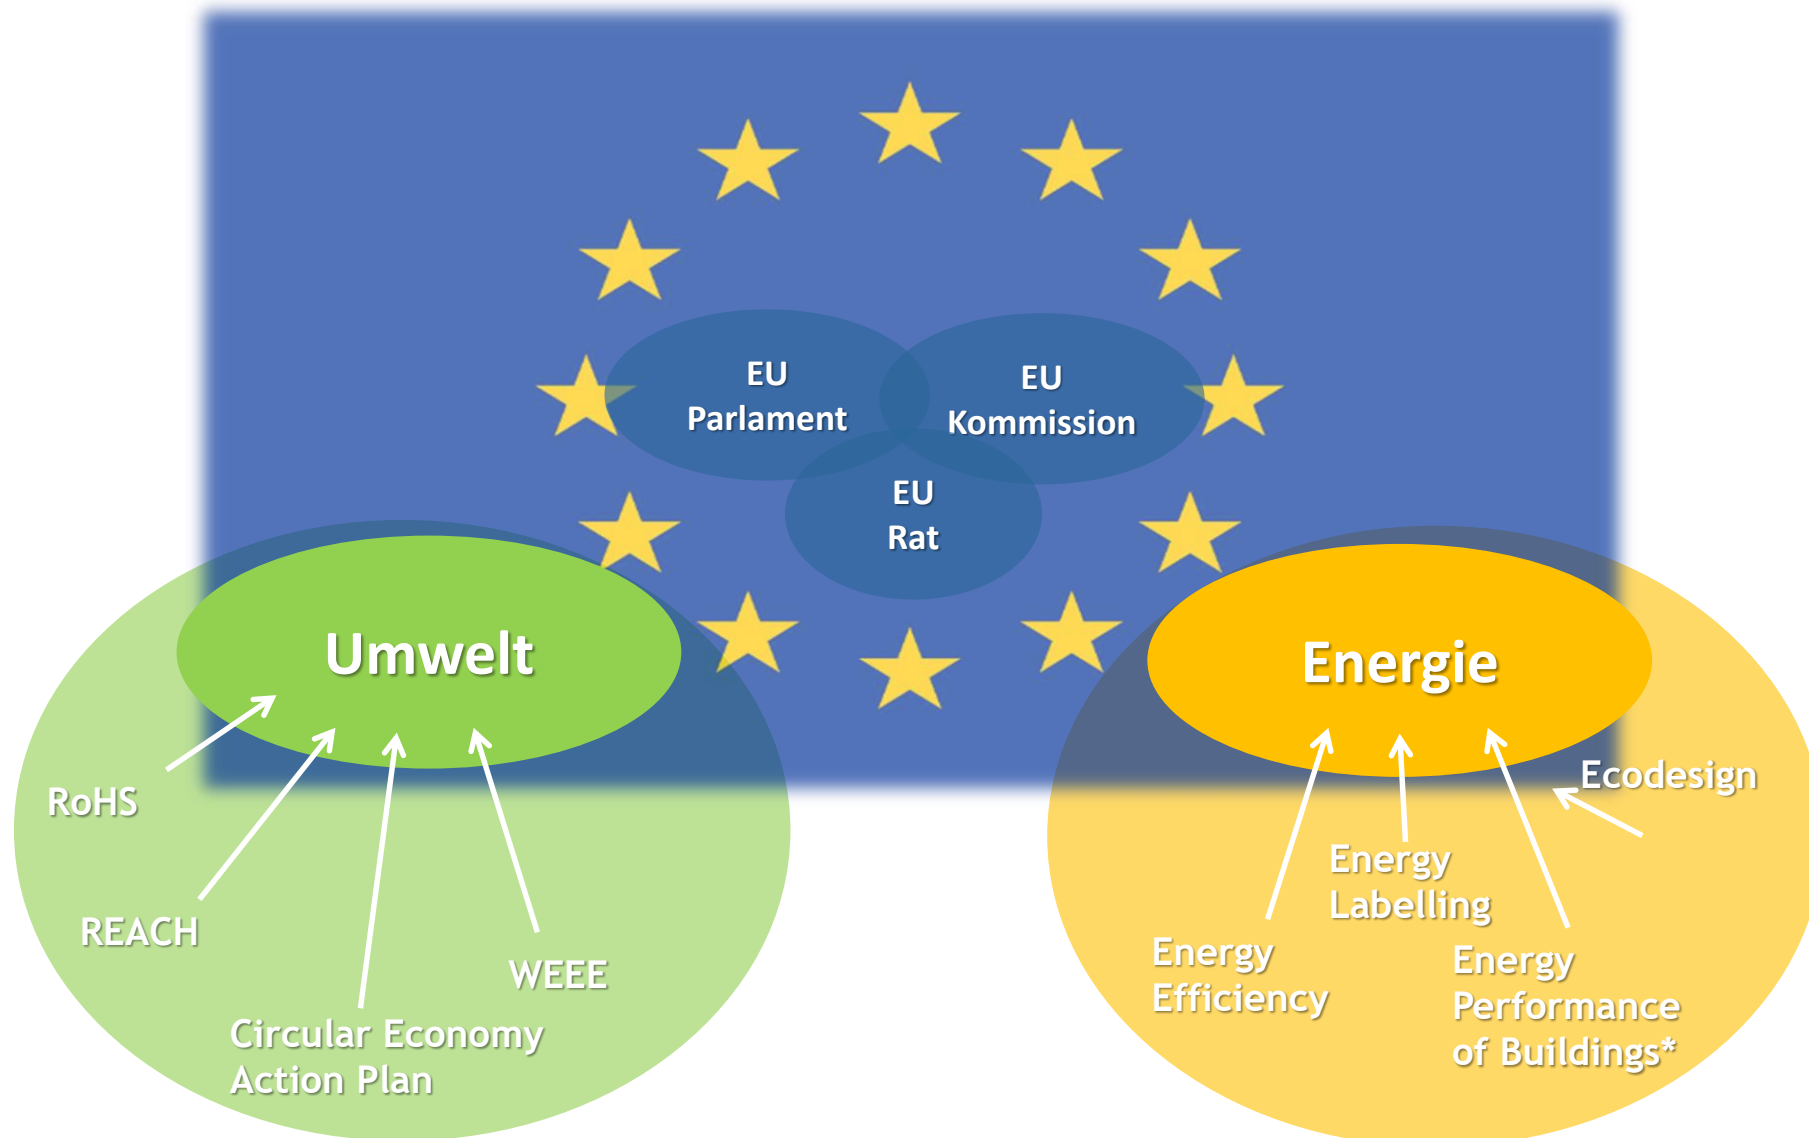 EU
Parlament
EU
Kommission
EU
Rat
Umwelt
RoHS
REACH
WEEE
Circular Economy
Action Plan
Energie
Ecodesign
Energy
Labelling
Energy
Efficiency
Energy
Performance
of Buildings*